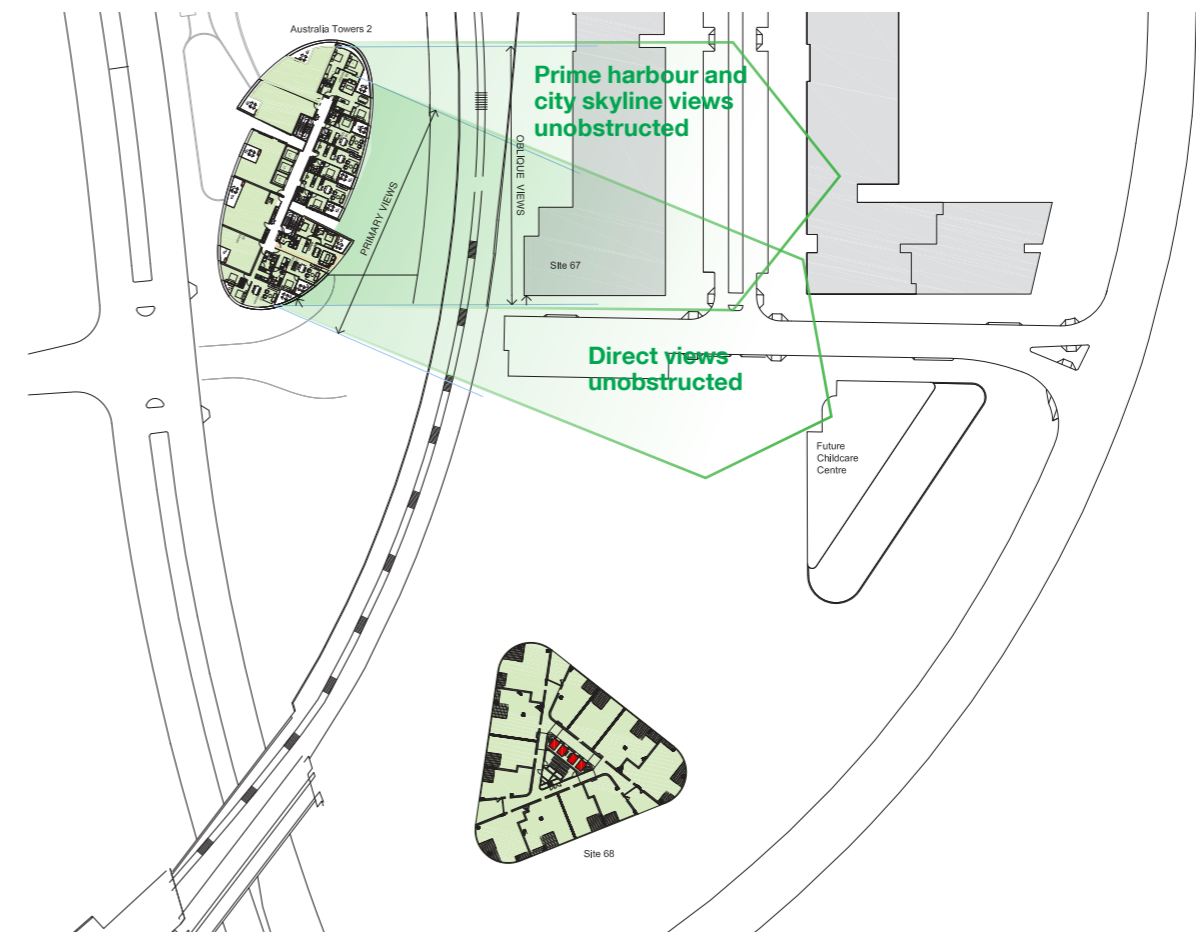 Australia Towers 2
Prime harbour and
city skyline views
unobstructed
OBLIQUE VIEWS
PRIMARY VIEWS
Site 67
Direct views
unobstructed
Future
Childcare
Centre
Site 68